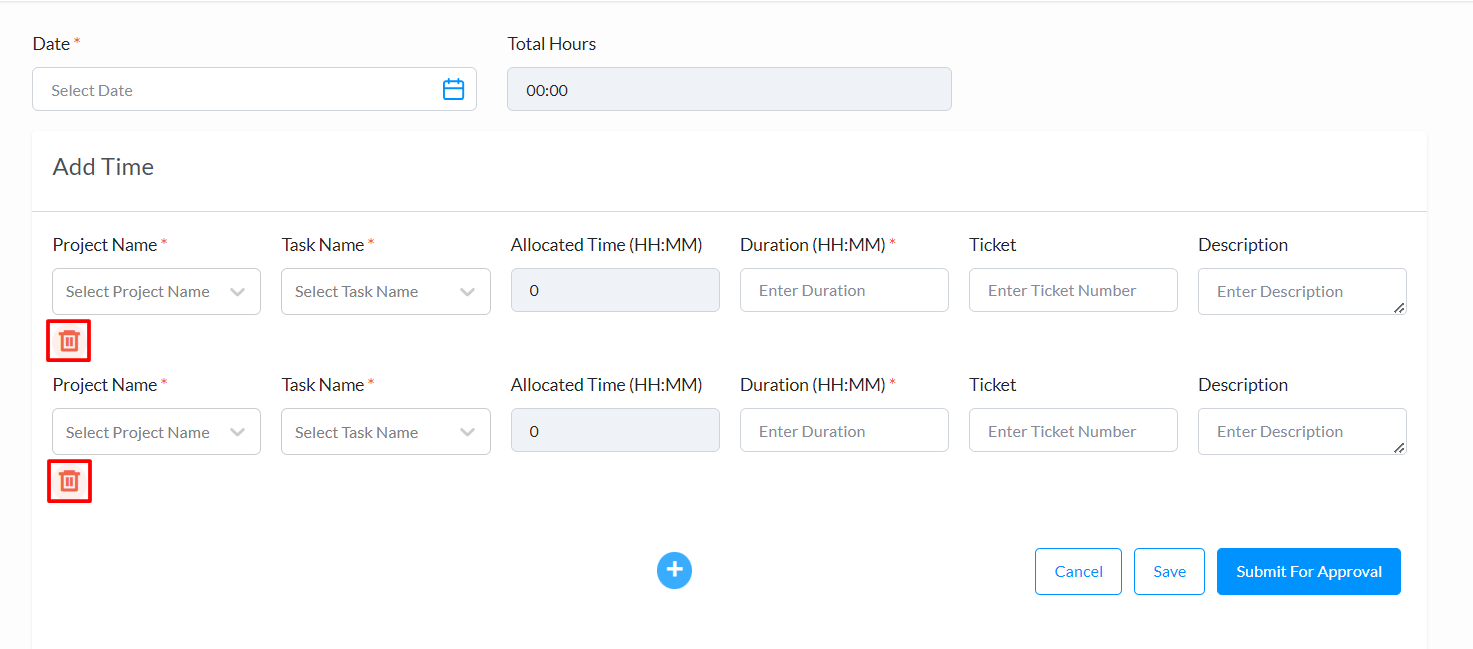 Date * Total Hours
Select Date 00:00
Add Time
Project Name * Task Name * Allocated Time (HH:MM) Duration (HH:MM) * Ticket Description
Select Project Name Select Task Name 0 Enter Duration Enter Ticket Number Enter Description
Project Name * Task Name * Allocated Time (HH:MM) Duration (HH:MM) * Ticket Description
Select Project Name Select Task Name 0 Enter Duration Enter Ticket Number Enter Description
Cancel Save Submit For Approval